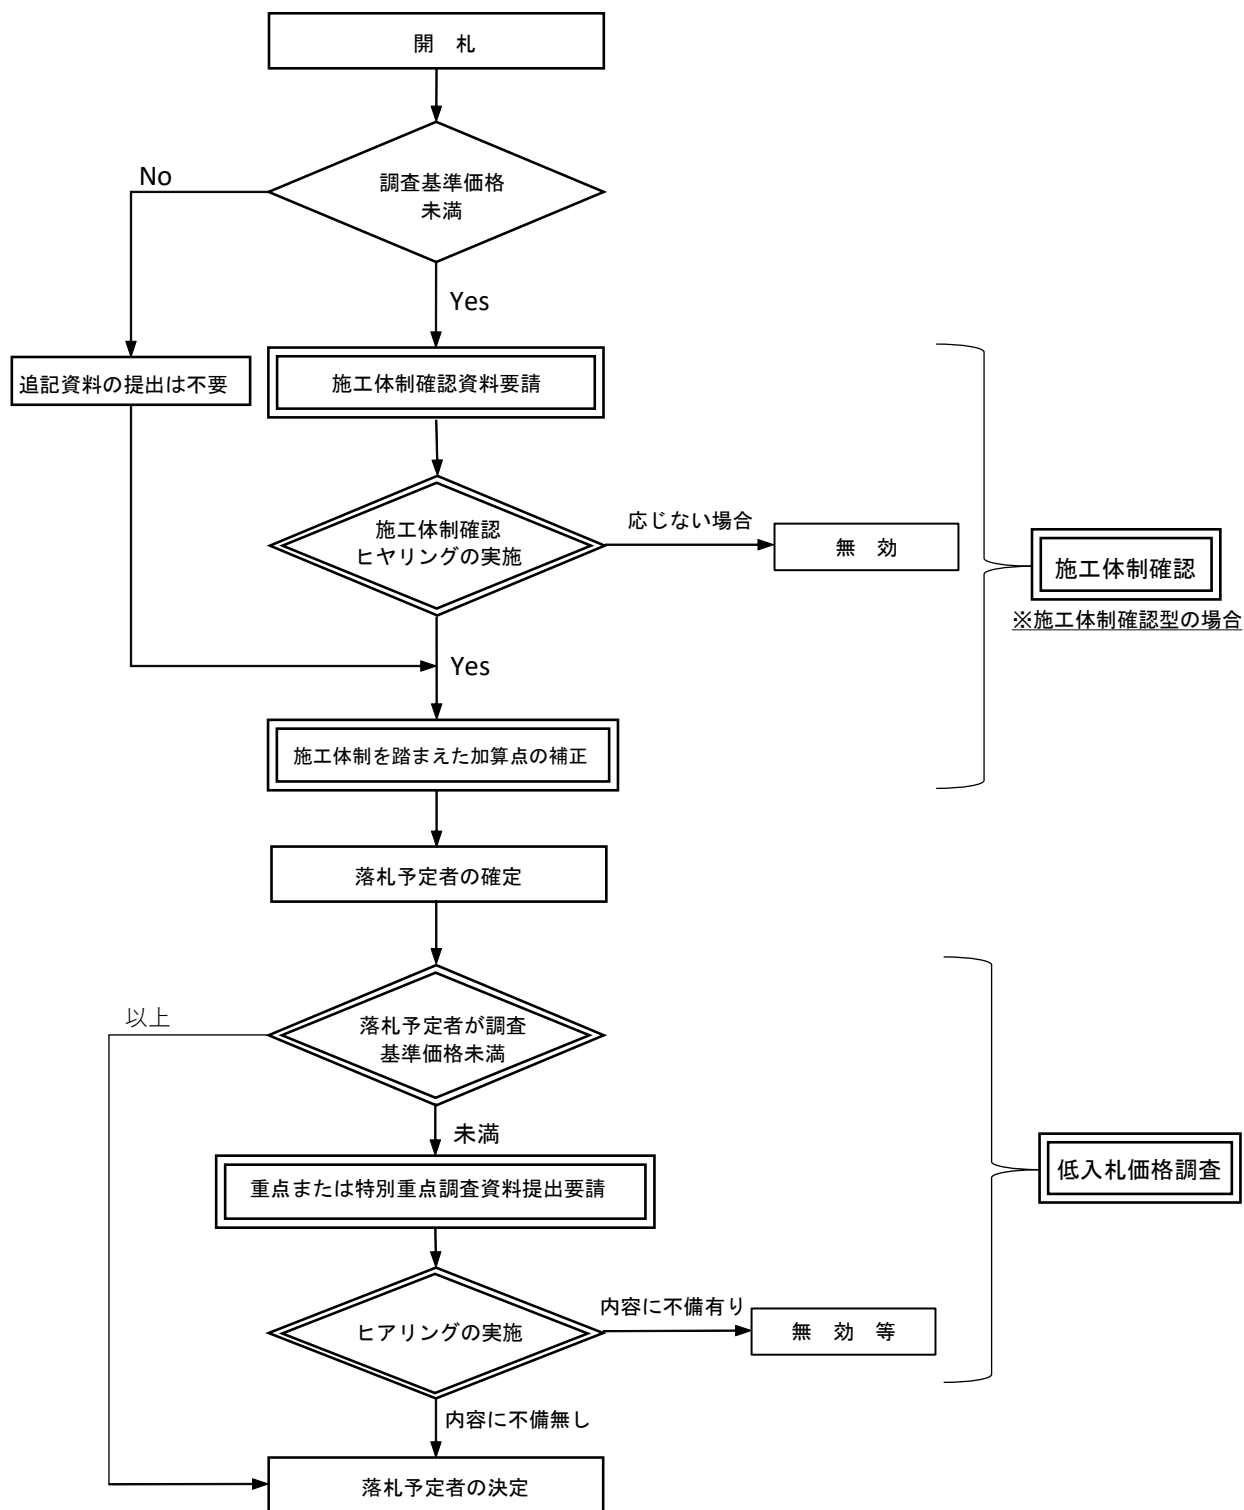 開　札
調査基準価格
未満
No
Yes
追記資料の提出は不要
施工体制確認資料要請
施工体制確認
ヒヤリングの実施
応じない場合
無　効
施工体制確認
※施工体制確認型の場合
Yes
施工体制を踏まえた加算点の補正
落札予定者の確定
以上
落札予定者が調査
基準価格未満
未満
重点または特別重点調査資料提出要請
低入札価格調査
ヒアリングの実施
内容に不備有り
無　効　等
内容に不備無し
落札予定者の決定